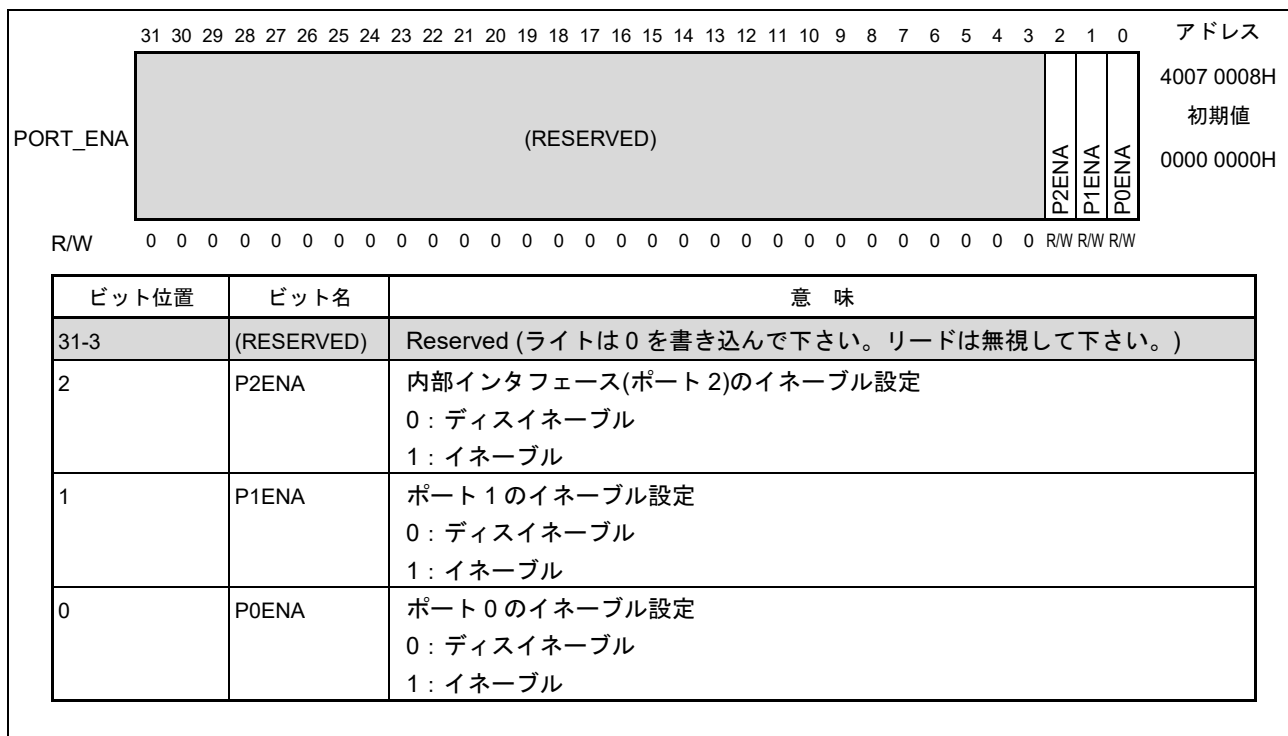 31 30 29 28 27 26 25 24 23 22 21 20 19 18 17 16 15 14 13 12 11 10 9 8 7 6 5 4 3 2 1 0 アドレス
4007 0008H
初期値
PORT_ENA (RESERVED) P2ENA P1ENA P0ENA 0000 0000H
R/W 0 0 0 0 0 0 0 0 0 0 0 0 0 0 0 0 0 0 0 0 0 0 0 0 0 0 0 0 0 R/W R/W R/W
ビット位置 ビット名 意 味
31-3 (RESERVED) Reserved (ライトは 0 を書き込んで下さい。リードは無視して下さい。)
2 P2ENA 内部インタフェース(ポート 2)のイネーブル設定
0：ディスイネーブル
1：イネーブル
1 P1ENA ポート 1 のイネーブル設定
0：ディスイネーブル
1：イネーブル
0 P0ENA ポート 0 のイネーブル設定
0：ディスイネーブル
1：イネーブル